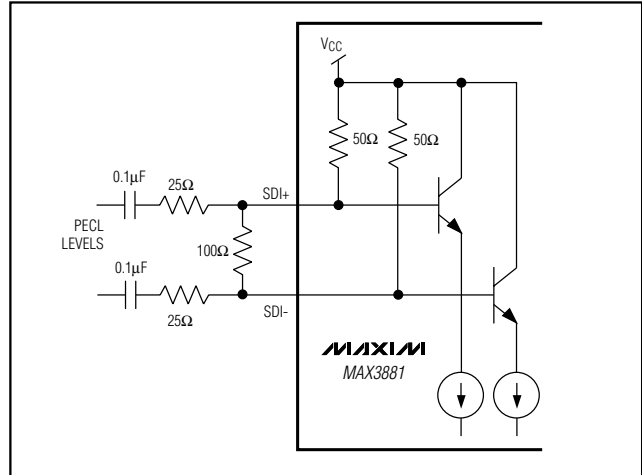 VCC
50Ω
50Ω
0.1μF
25Ω
SDI+
PECL
LEVELS
100Ω
0.1μF
25Ω
SDI-
MAXIM
MAX3881